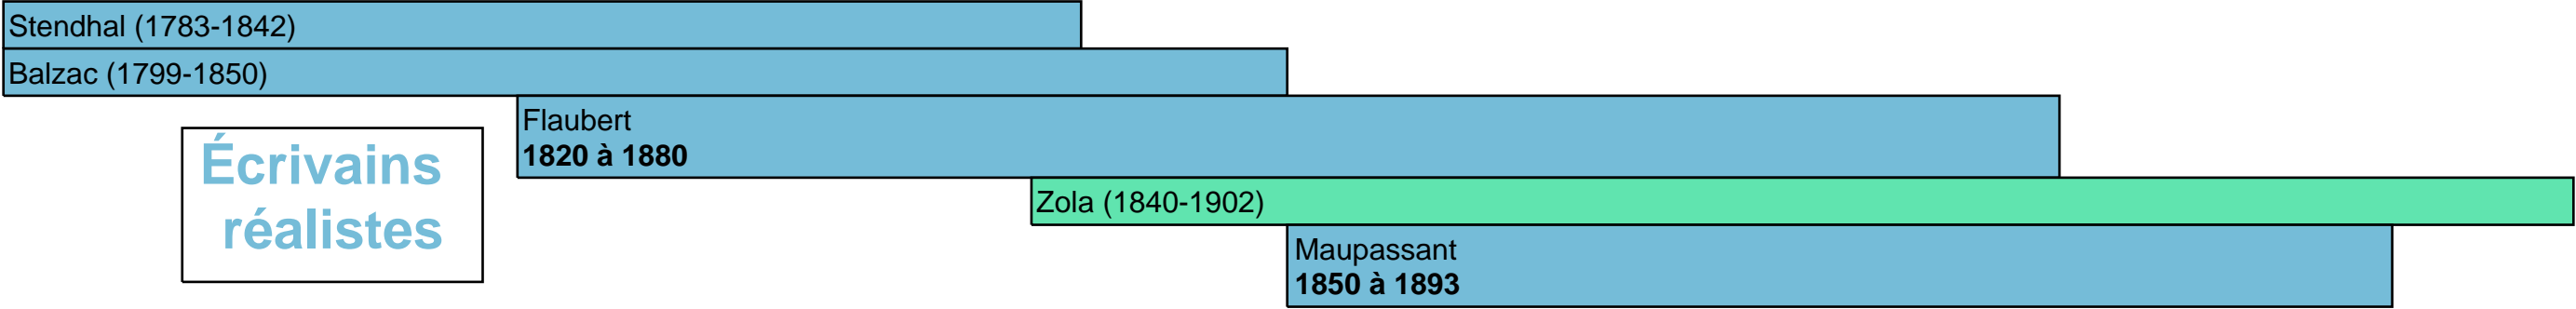 Stendhal (1783-1842)
Balzac (1799-1850)
Flaubert
1820 à 1880
Écrivains
réalistes
Zola (1840-1902)
Maupassant
1850 à 1893